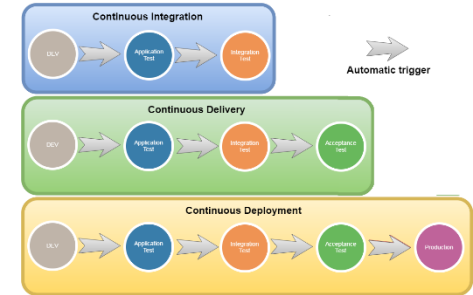 Continuous Integration
DEV
Application
Test
Integration
Test
Automatic trigger
Continuous Delivery
DEV
Application
Test
Integration
Test
Acceptance
Test
Continuous Deployment
DEV
Application
Test
Integration
Test
Acceptance
Test
Production